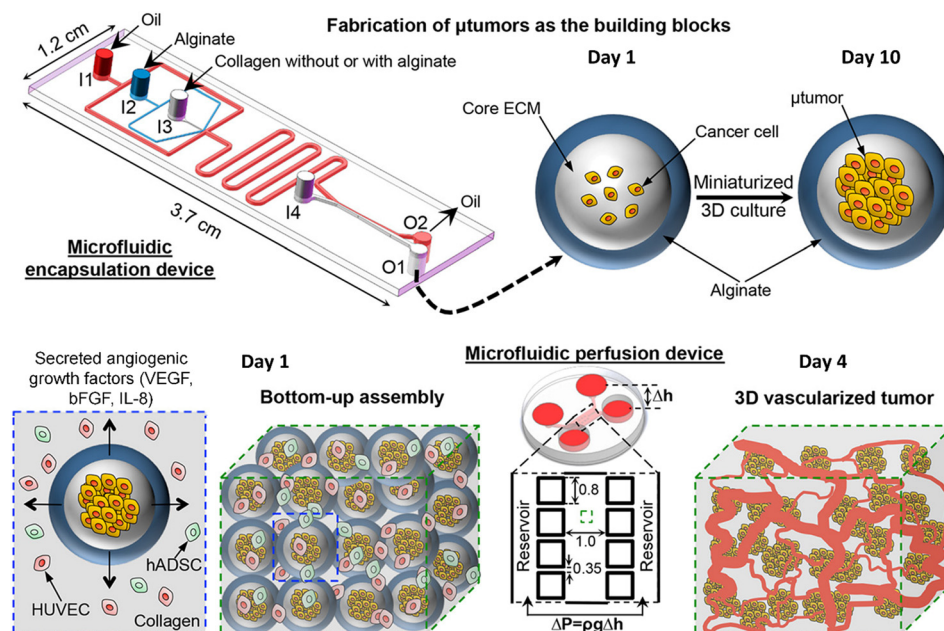 Fabrication of µtumors as the building blocks
1.2 cm
Oil
Alginate
Collagen without or with alginate
I1
I2
I3
I4
O2
Oil
O1
3.7 cm
Microfluidic
encapsulation device
Day 1
Day 10
Core ECM
Cancer cell
µtumor
Miniaturized
3D culture
Alginate
Secreted angiogenic
growth factors (VEGF,
bFGF, IL-8)
hADSC
HUVEC
Collagen
Day 1
Bottom-up assembly
Microfluidic perfusion device
Δh
Reservoir
0.8
1.0
0.35
Reservoir
ΔP=ρgΔh
Day 4
3D vascularized tumor